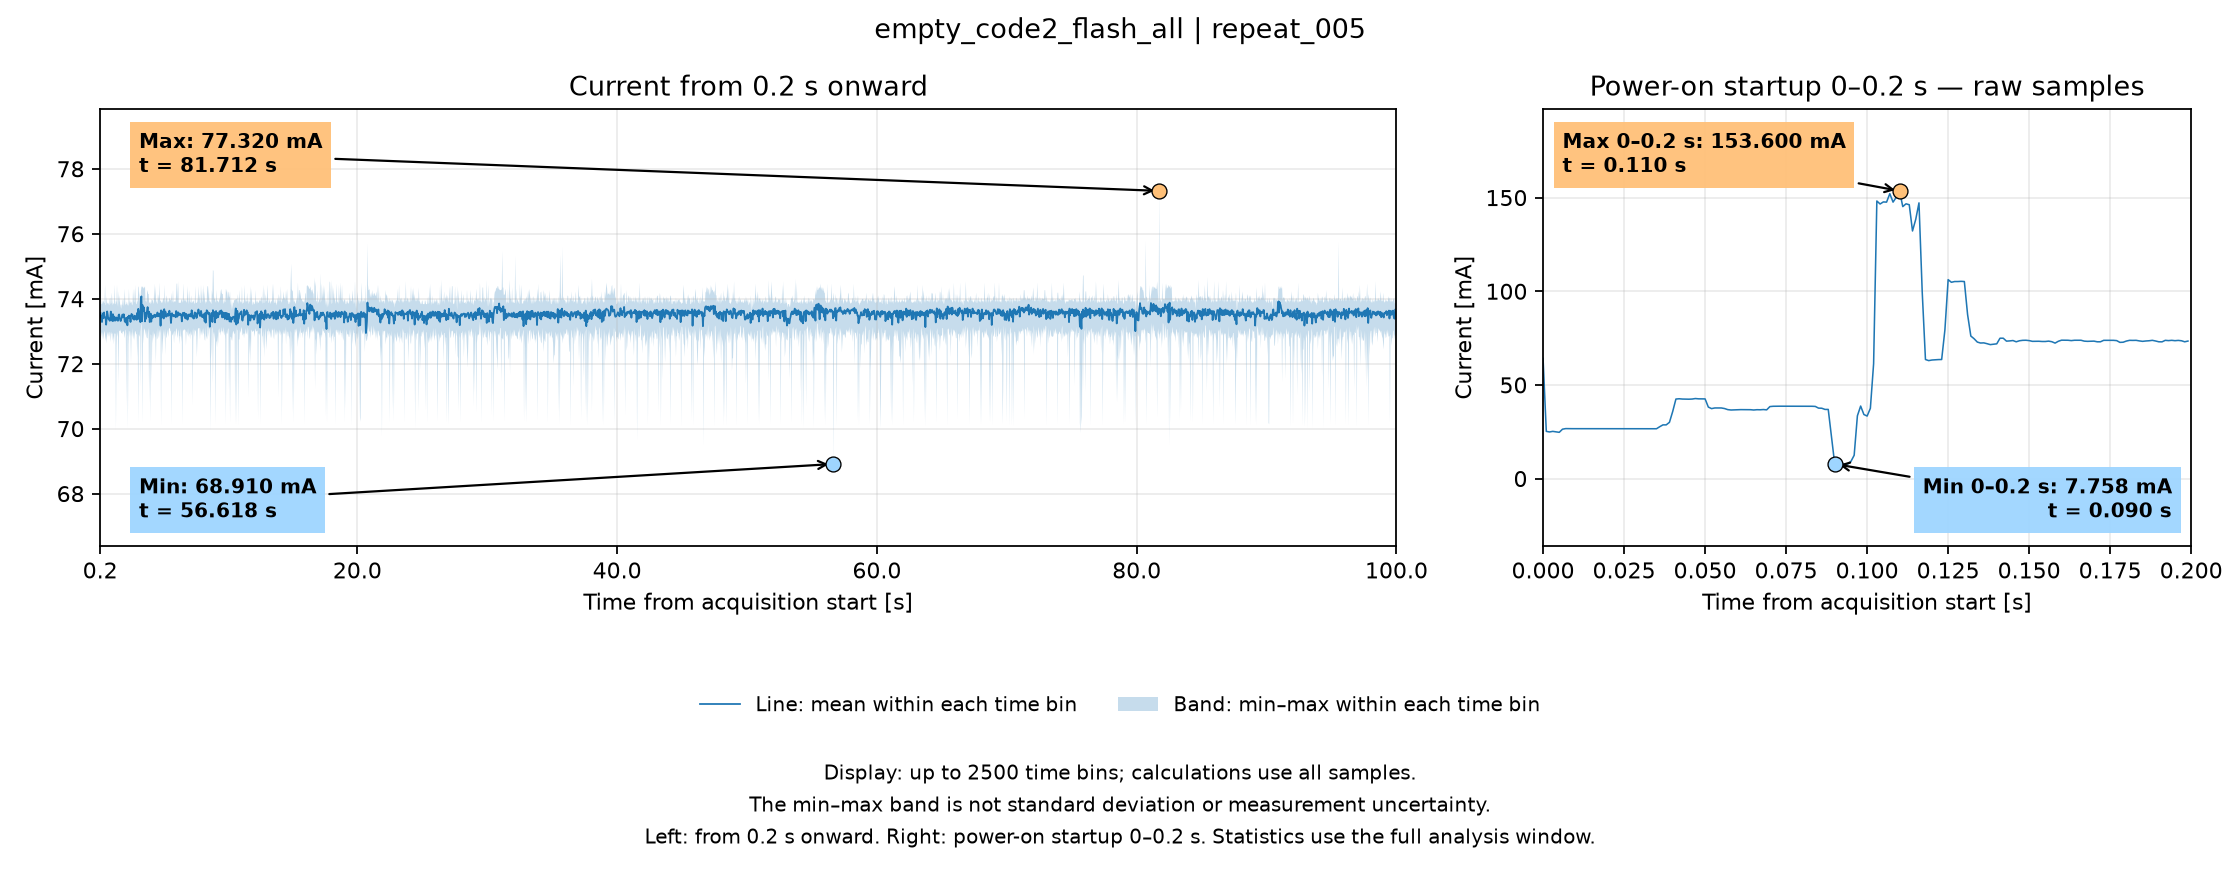 empty_code2_flash_all | repeat_005
Current from 0.2 s onward
Max: 77.320 mA
t = 81.712 s
Min: 68.910 mA
t = 56.618 s
Current [mA]
78
76
74
72
70
68
0.2
20.0
40.0
60.0
80.0
100.0
Time from acquisition start [s]
Power-on startup 0–0.2 s — raw samples
Max 0–0.2 s: 153.600 mA
t = 0.110 s
Min 0–0.2 s: 7.758 mA
t = 0.090 s
Current [mA]
150
100
50
0
0.000
0.025
0.050
0.075
0.100
0.125
0.150
0.175
0.200
Time from acquisition start [s]
Line: mean within each time bin
Band: min–max within each time bin
Display: up to 2500 time bins; calculations use all samples.
The min–max band is not standard deviation or measurement uncertainty.
Left: from 0.2 s onward. Right: power-on startup 0–0.2 s. Statistics use the full analysis window.